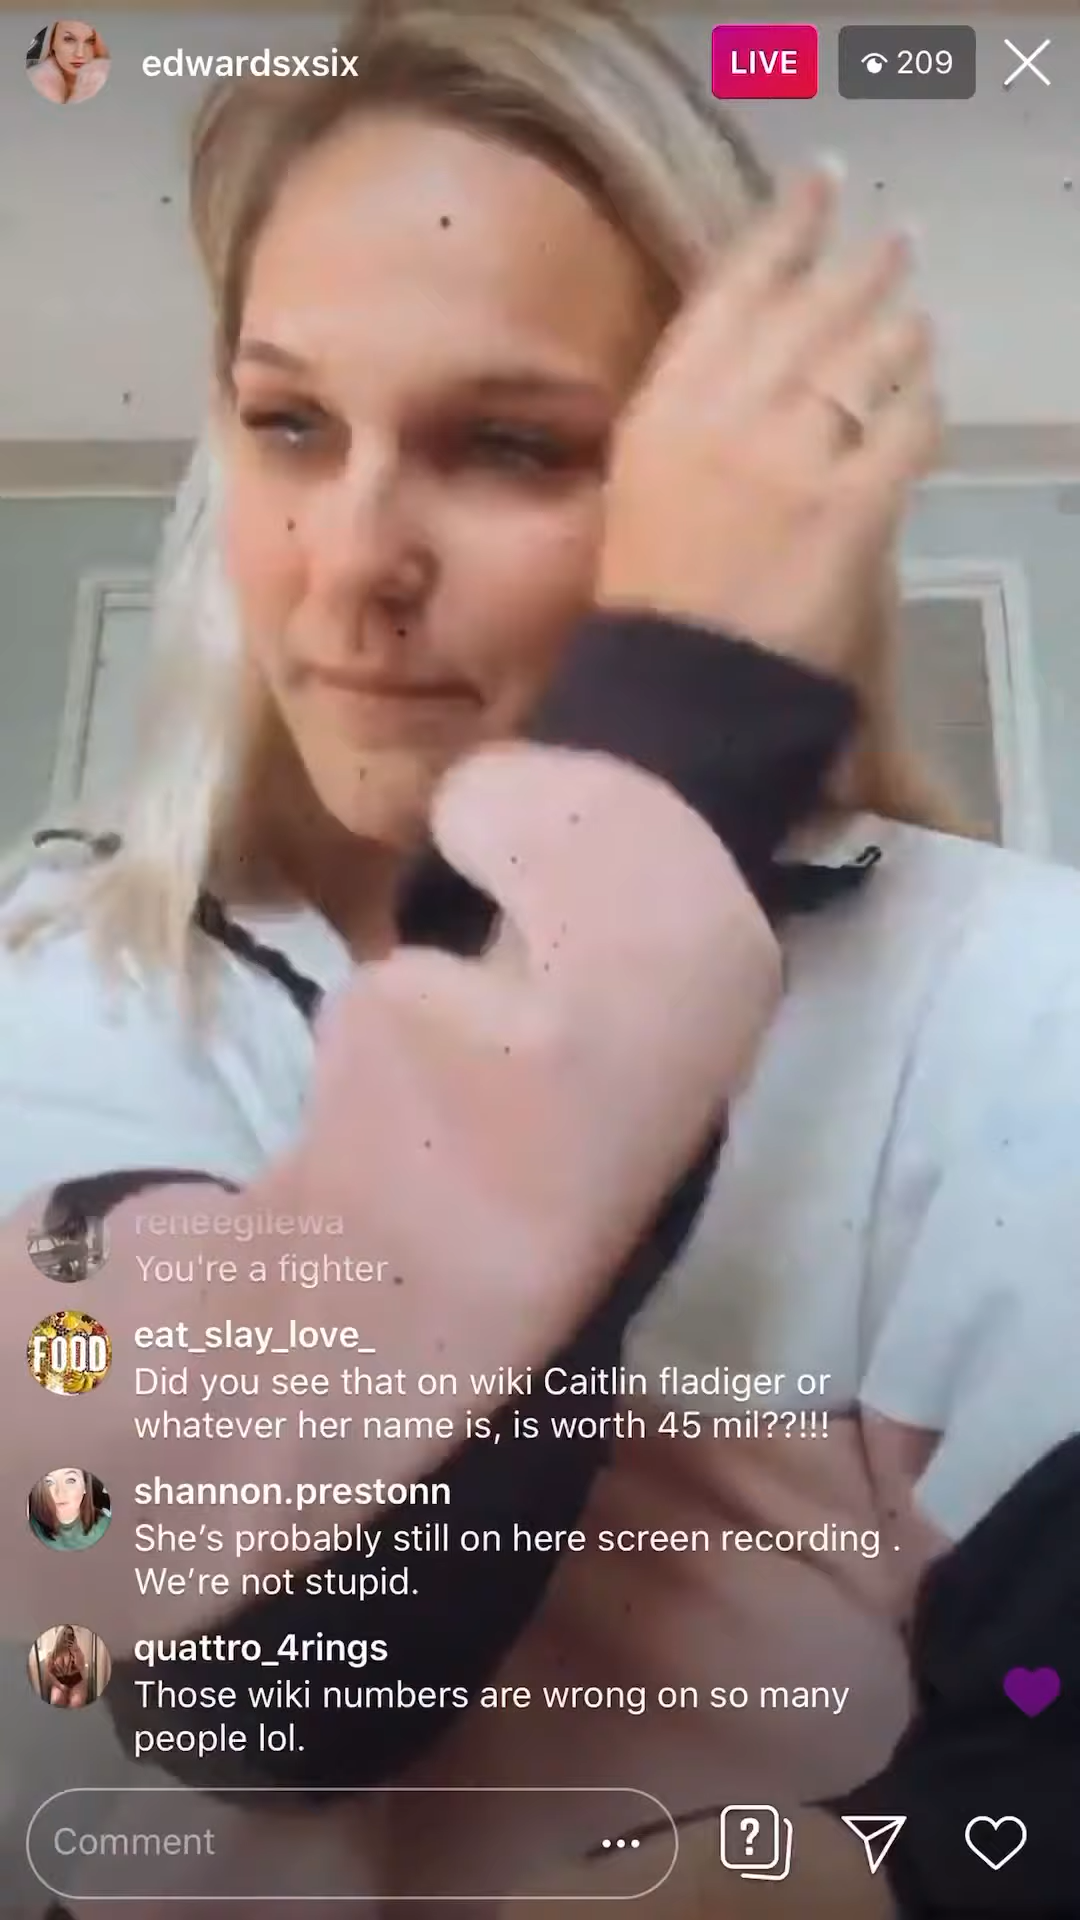 edwardsxsix
LIVE
209
reneegilewa
You're a fighter
eat_slay_love_
FOOD
Did you see that on wiki Caitlin fladiger or
whatever her name is, is worth 45 mil??!!!
shannon.prestonn
She's probably still on here screen recording .
We're not stupid.
quattro_4rings
Those wiki numbers are wrong on so many
people lol.
Comment